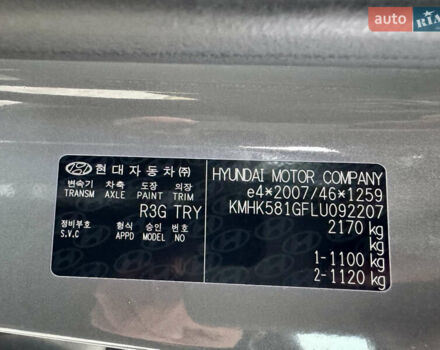 auto RIA
현대자동차㈜
변속기 차축 도장 의장
TRANSM AXLE PAINT TRIM
R3G TRY
정비부호 형식 승인 번호
S.V.C APPD MODEL NO
HYUNDAI MOTOR COMPANY
e4*2007/46*1259
KMHK581GFLU092207
2170 kg
kg
1-1100 kg
2-1120 kg